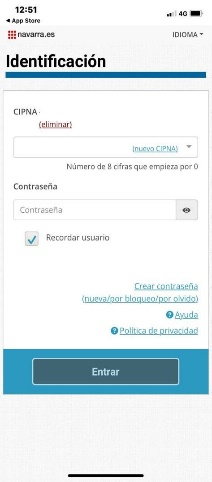 12:51
4G
◀ App Store
navarra.es
IDIOMA
Identificación
CIPNA
(eliminar)
(nuevo CIPNA)
Número de 8 cifras que empieza por 0
Contraseña
Contraseña
Recordar usuario
Crear contraseña
(nueva/por bloqueo/por olvido)
Ayuda
Política de privacidad
Entrar